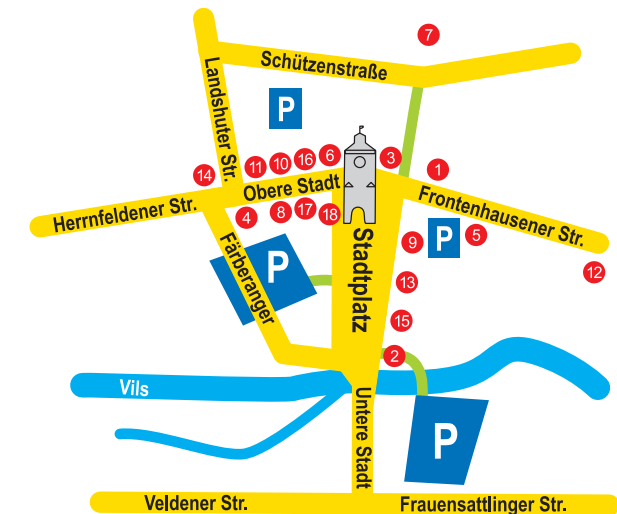 7
Schützenstraße
Landshuter Str.
P
14
11
10
16
6
3
1
Obere Stadt
Herrnfeldener Str.
Frontenhausener Str.
4
8
17
18
9
P
5
12
Färberanger
P
Stadtplatz
13
15
2
Vils
Untere Stadt
P
Veldener Str.
Frauensattlinger Str.